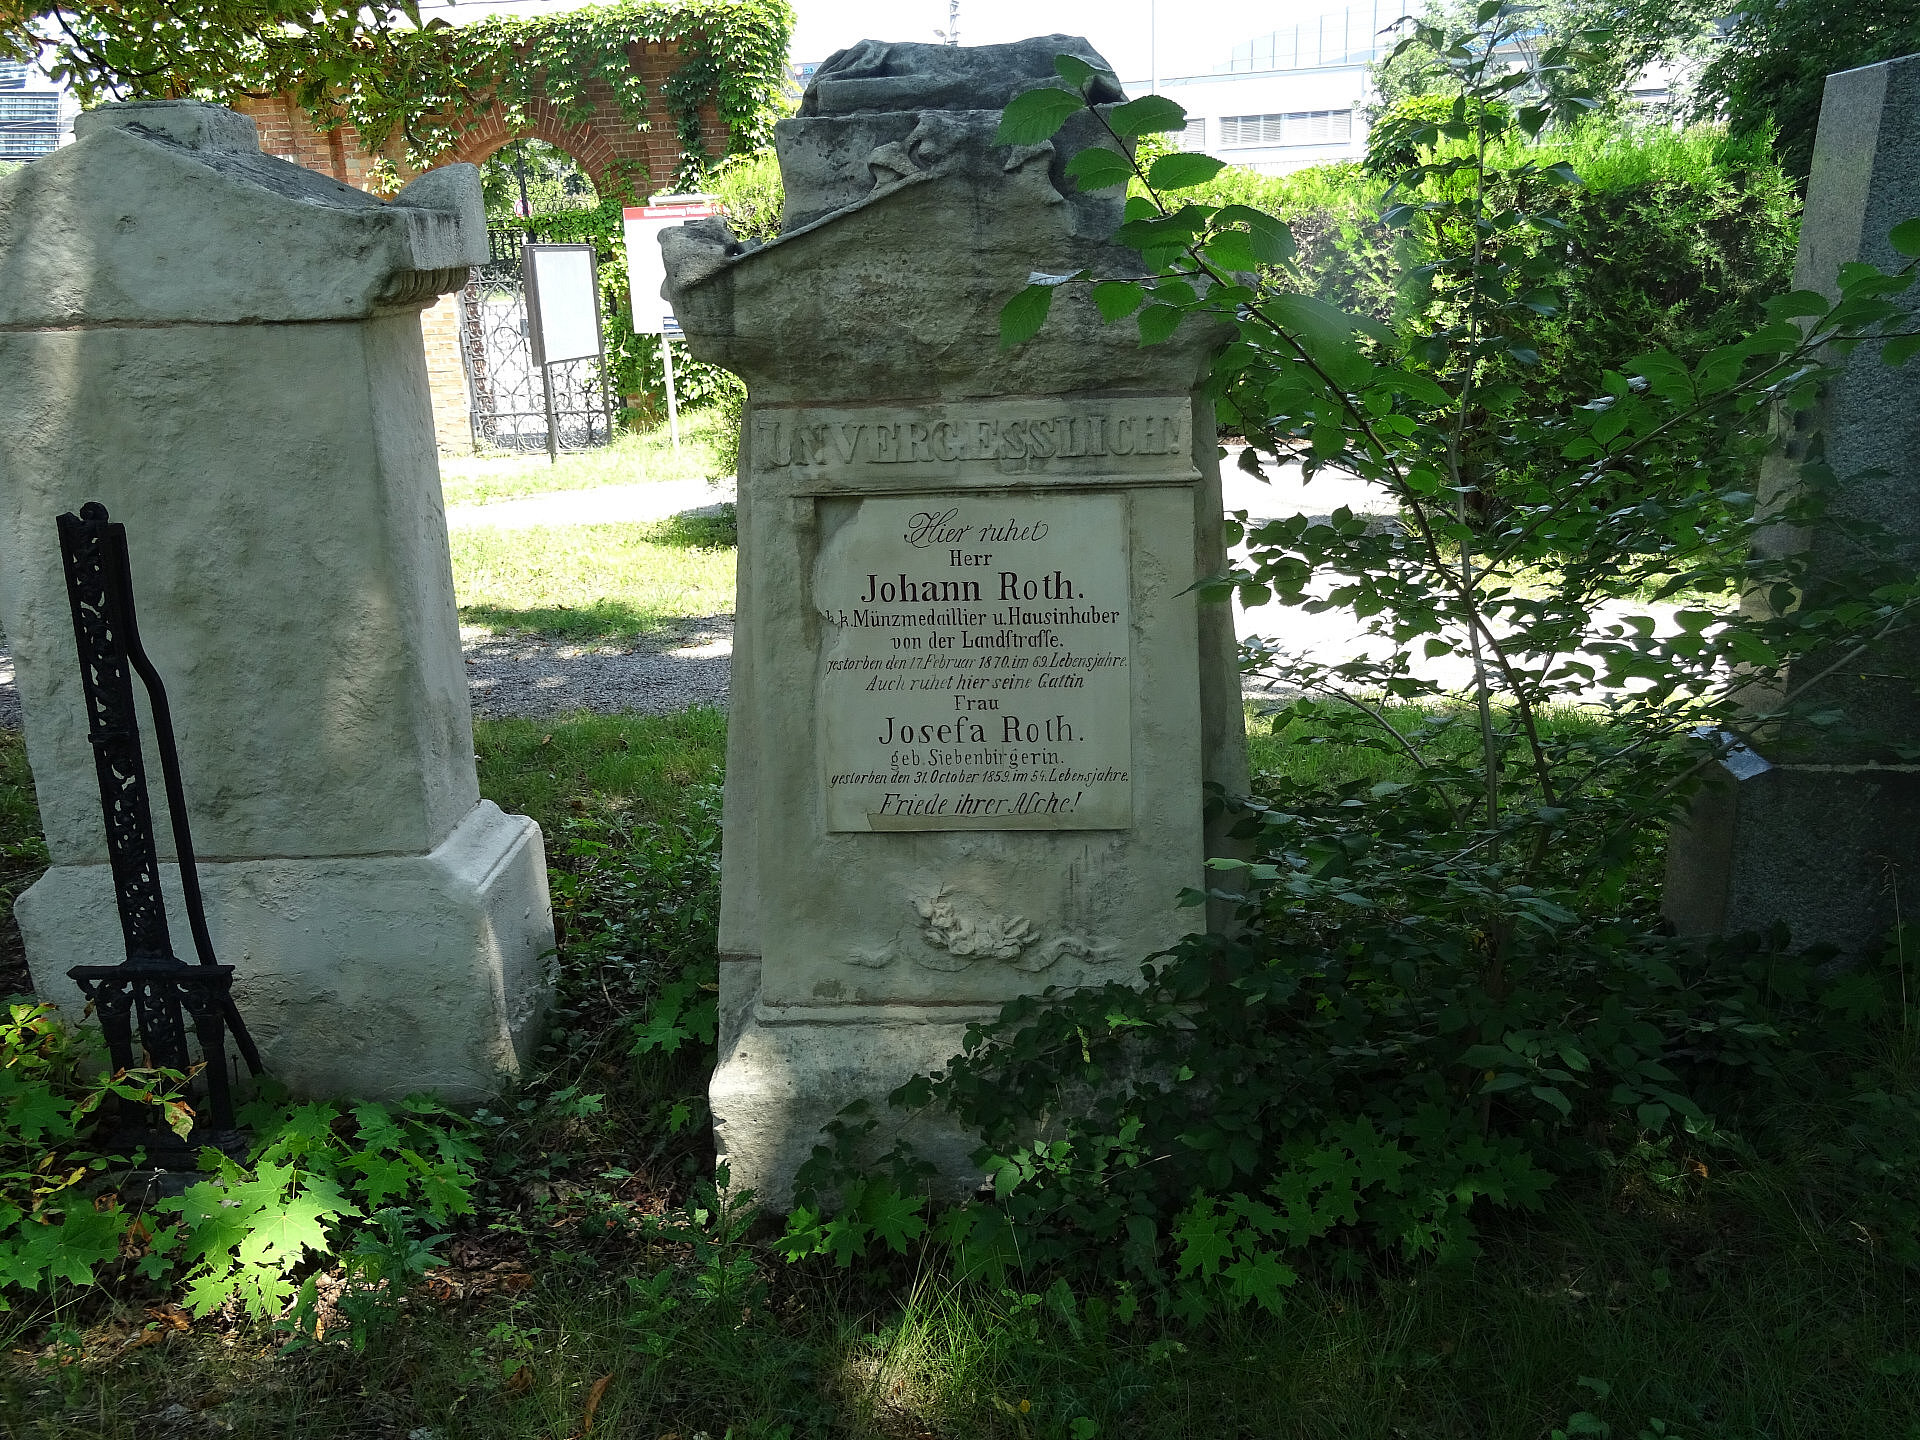 UNVERGESSLICH!
Hier ruhet
Herr
Johann Roth.
k.k. Münzmedaillier u. Hausinhaber
von der Landſtraſſe.
gestorben den 17. Februar 1870. im 69. Lebensjahre.
Auch ruhet hier seine Gattin
Frau
Josefa Roth.
geb. Siebenbirgerin.
gestorben den 31. October 1859. im 54. Lebensjahre.
Friede ihrer Aſche!